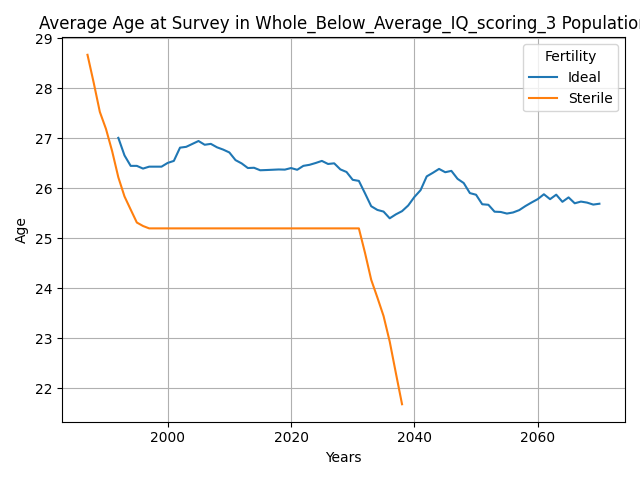 Average Age at Survey in Whole_Below_Average_IQ_scoring_3 Population
29
28
27
26
25
24
23
22
Age
Fertility
Ideal
Sterile
2000 2020 2040 2060
Years